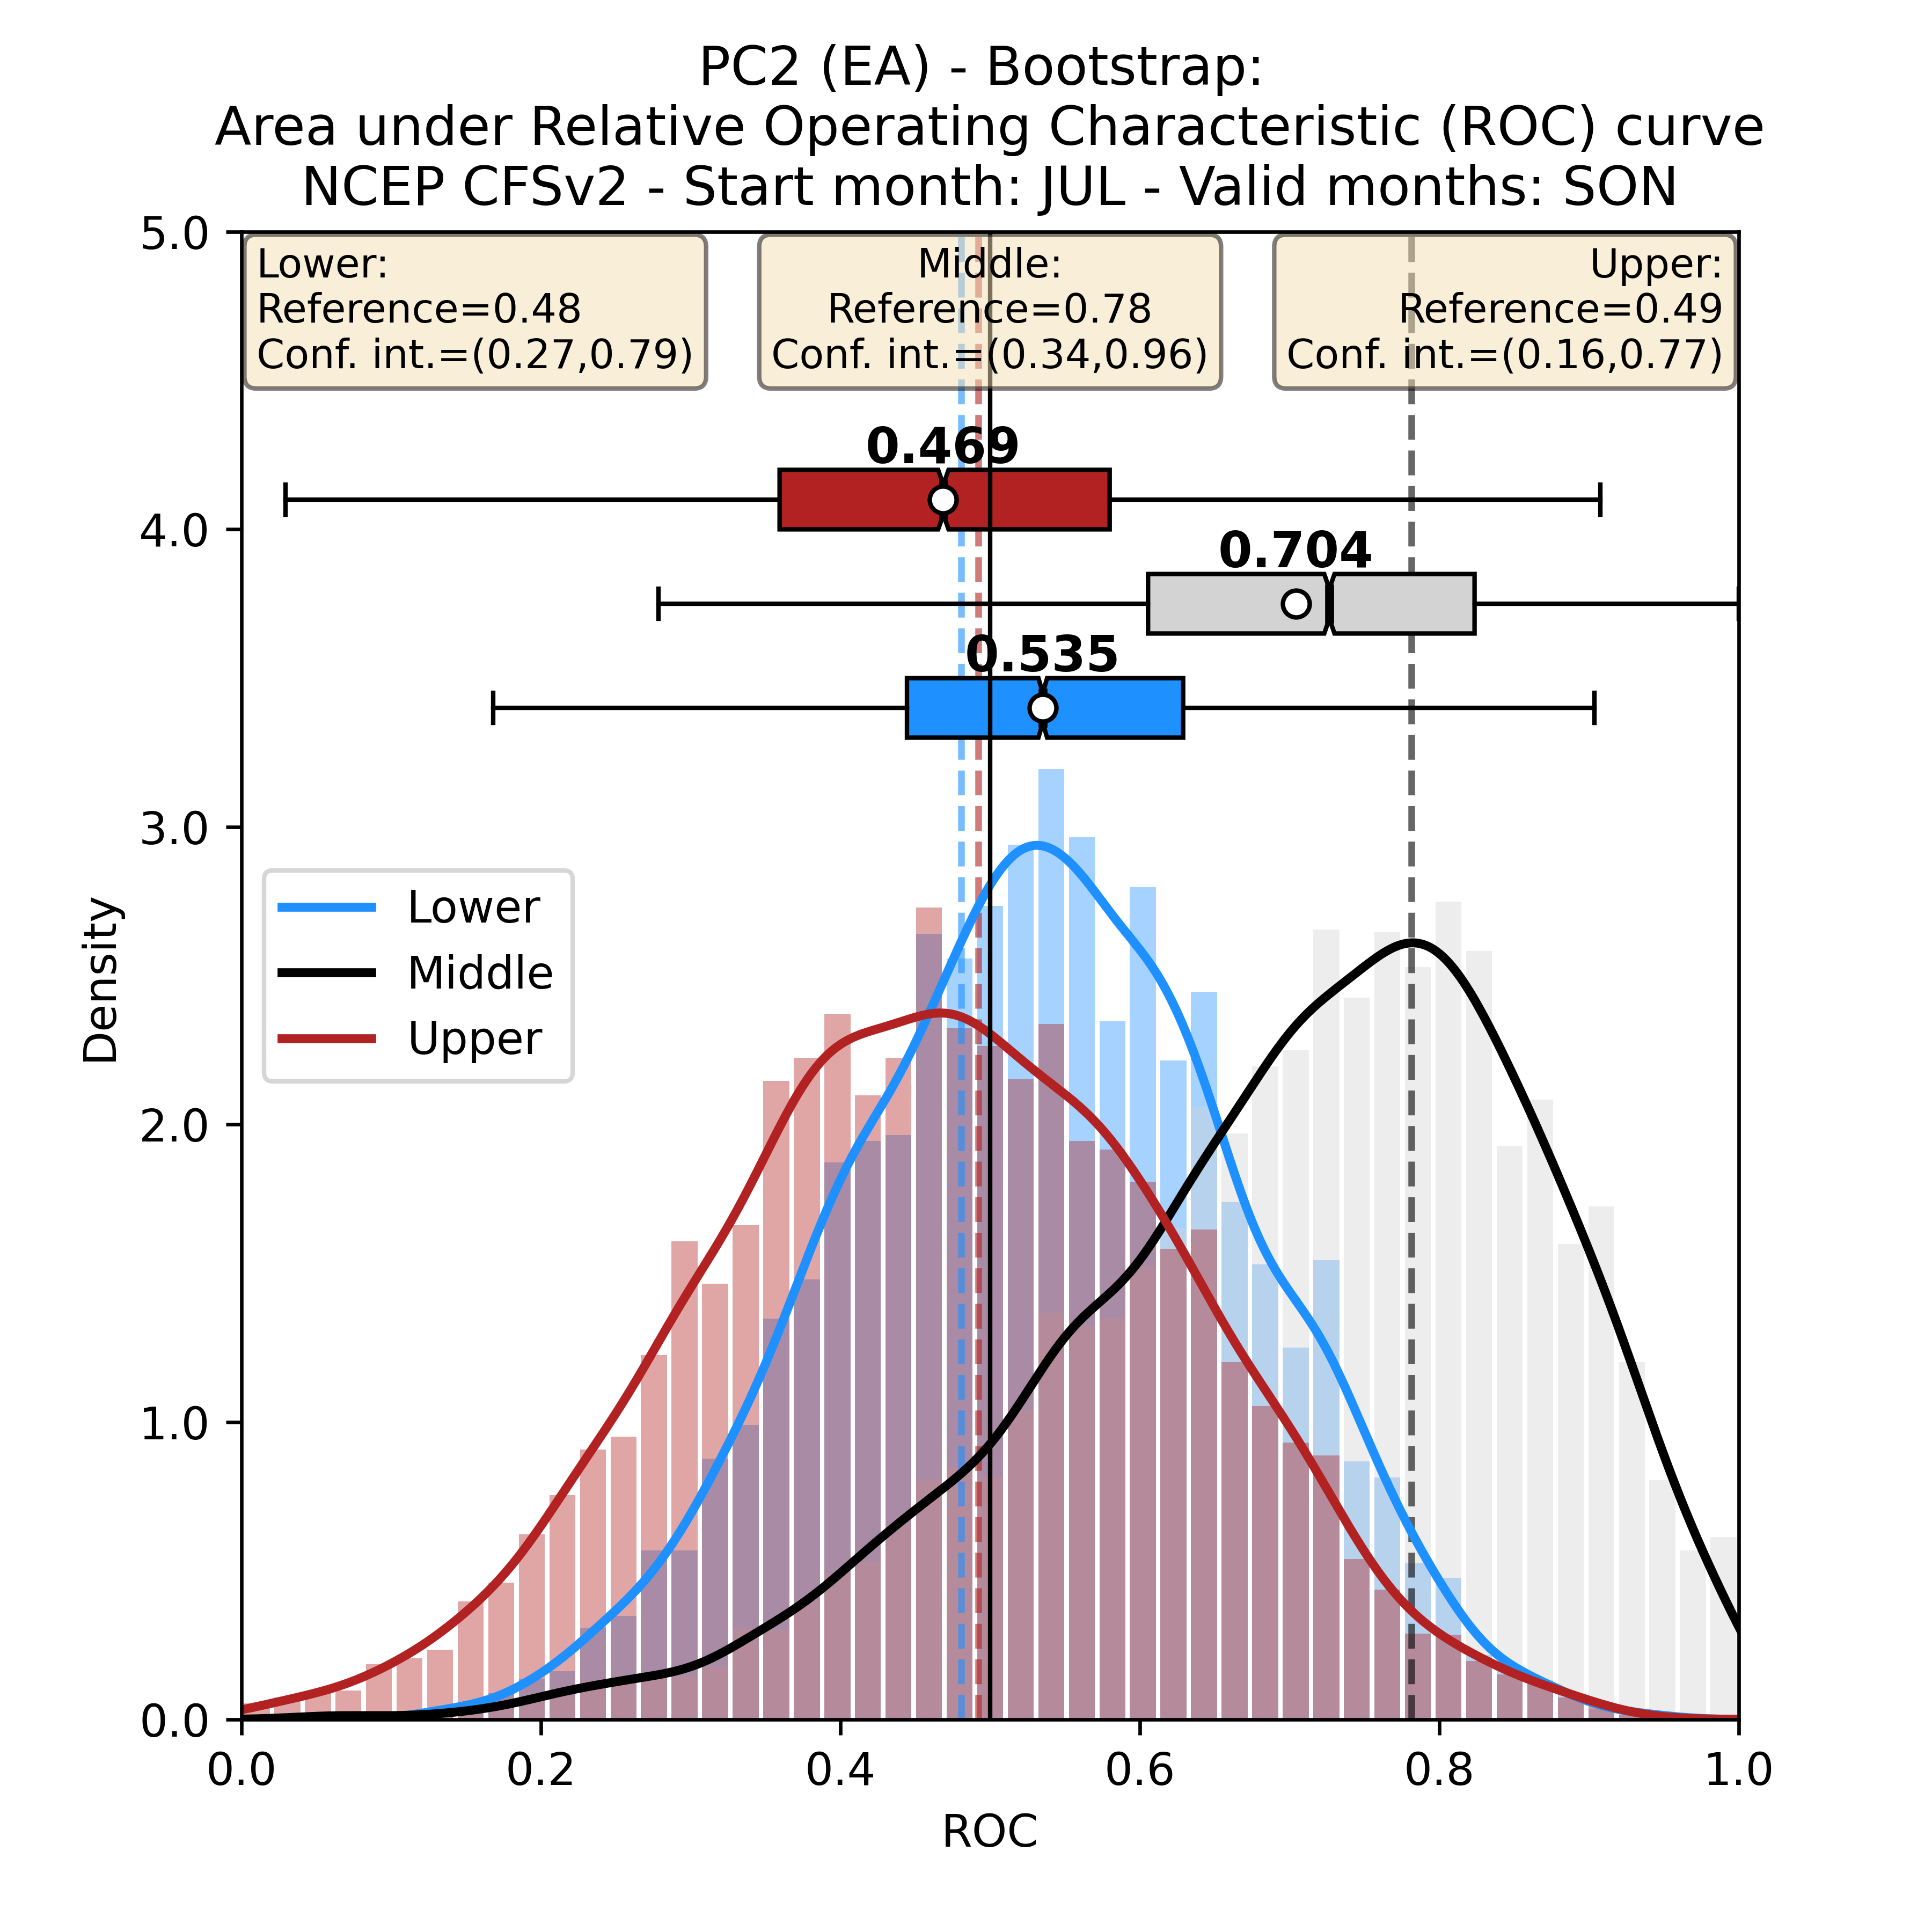 PC2 (EA) - Bootstrap:
Area under Relative Operating Characteristic (ROC) curve
NCEP CFSv2 - Start month: JUL - Valid months: SON
5.0
Lower:
Reference=0.48
Conf. int.=(0.27,0.79)
Middle:
Reference=0.78
Conf. int.=(0.34,0.96)
Upper:
Reference=0.49
Conf. int.=(0.16,0.77)
0.469
4.0
0.704
0.535
3.0
Lower
Middle
Upper
Density
2.0
1.0
0.0
0.0 0.2 0.4 0.6 0.8 1.0
ROC